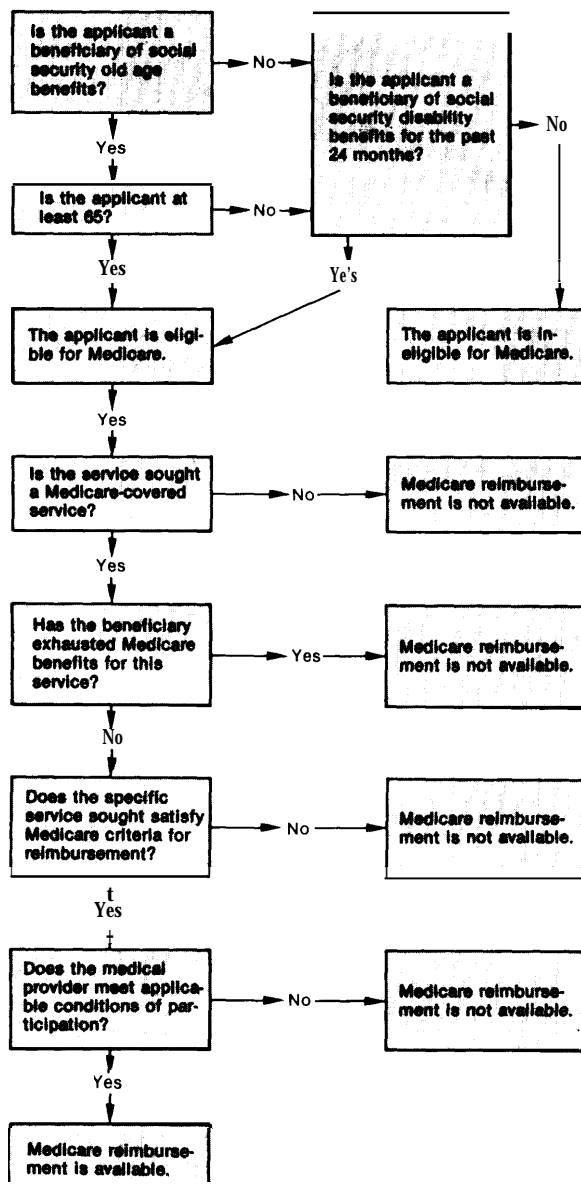 Is the applicant a
beneficiary of social
security old age
benefits?
No
Is the applicant a
beneficiary of social
security disability
benefits for the past
24 months?
No
Yes
Is the applicant at
least 65?
No
Yes
Ye's
The applicant is eligi-
ble for Medicare.
The applicant is in-
eligible for Medicare.
Yes
Is the service sought
a Medicare-covered
service?
No
Medicare reimburse-
ment is not available.
Yes
Has the beneficiary
exhausted Medicare
benefits for this
service?
Yes
Medicare reimburse-
ment is not available.
No
Does the specific
service sought satisfy
Medicare criteria for
reimbursement?
No
Medicare reimburse-
ment is not available.
t
Yes
Does the medical
provider meet applica-
ble conditions of par-
ticipation?
No
Medicare reimburse-
ment is not available.
Yes
Medicare reimburse-
ment is available.